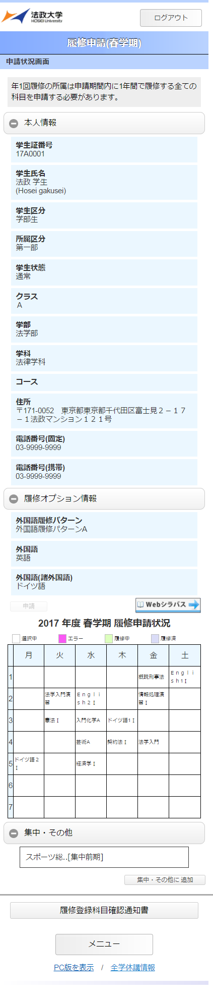 法政大学
HOSEI University
ログアウト
履修申請(春学期)
申請状況画面
年1回履修の所属は申請期間内に1年間で履修する全ての
科目を申請する必要があります。
本人情報
学生証番号
17A0001
学生氏名
法政 学生
(Hosei gakusei)
学生区分
学部生
所属区分
第一部
学生状態
通常
クラス
Ａ
学部
法学部
学科
法律学科
コース
住所
〒171-0052　東京都東京都千代田区富士見２－１７
－１法政マンション１２１号
電話番号(固定)
03-9999-9999
電話番号(携帯)
03-9999-9999
履修オプション情報
外国語履修パターン
外国語履修パターンA
外国語
英語
外国語(諸外国語)
ドイツ語
申請
Webシラバス
2017 年度 春学期 履修申請状況
選択中 エラー 履修中 履修済
月 火 水 木 金 土
1 概説刑事法 Ｅｎｇｌｉｓｈ1Ⅰ
2 法学入門演習 Ｅｎｇｌｉｓｈ２Ⅰ 情報処理演習Ⅰ
3 憲法Ⅰ 入門化学A ドイツ語1Ⅰ
4 芸術A 契約法Ⅰ 法学入門
5 ドイツ語２Ⅰ 経済学Ⅰ
6
7
集中・その他
スポーツ総..[集中前期]
集中・その他に追加
履修登録科目確認通知書
メニュー
PC版を表示 / 全学休講情報